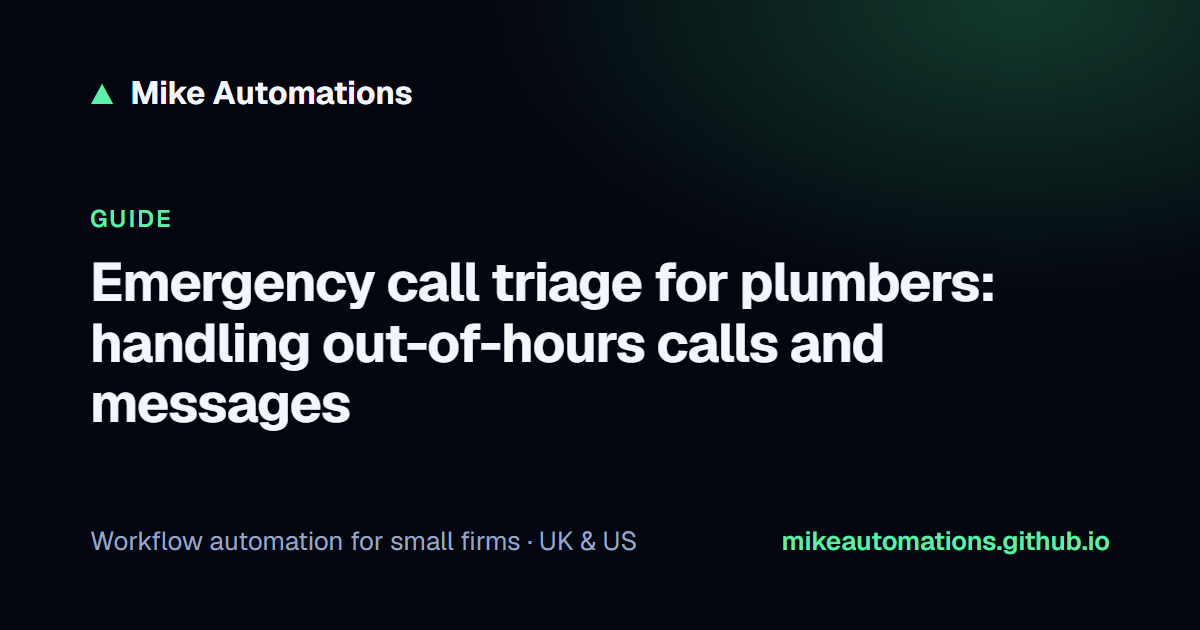 Mike Automations
GUIDE
Emergency call triage for plumbers:
handling out-of-hours calls and
messages
Workflow automation for small firms · UK & US
mikeautomations.github.io